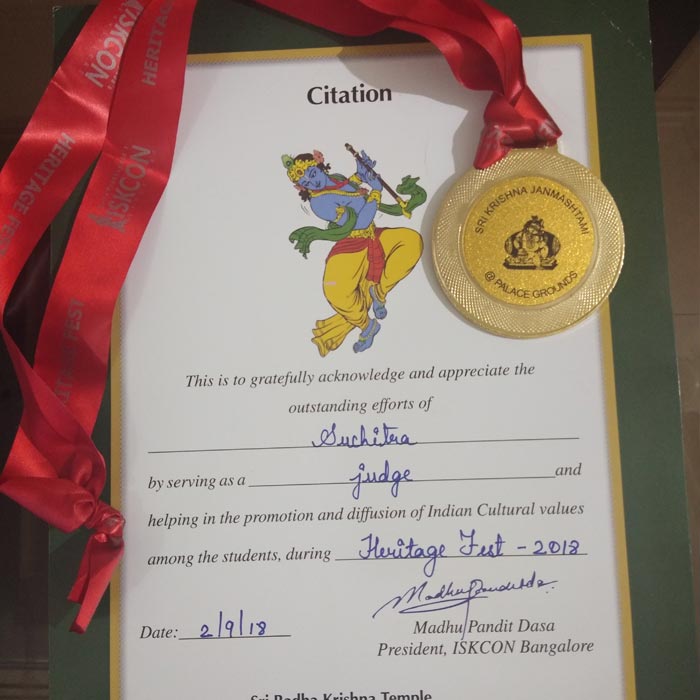 ISKCON
HERITAGE
HERITAGE FEST
ISKCON
Citation
SRI KRISHNA JANMASHTAMI
@ PALACE GROUNDS
This is to gratefully acknowledge and appreciate the
outstanding efforts of
Suchitra
by serving as a judge and
helping in the promotion and diffusion of Indian Cultural values
among the students, during Heritage Fest - 2018
Date: 2/9/18
Madhu Pandit Dasa
President, ISKCON Bangalore
Sri Radha Krishna Temple